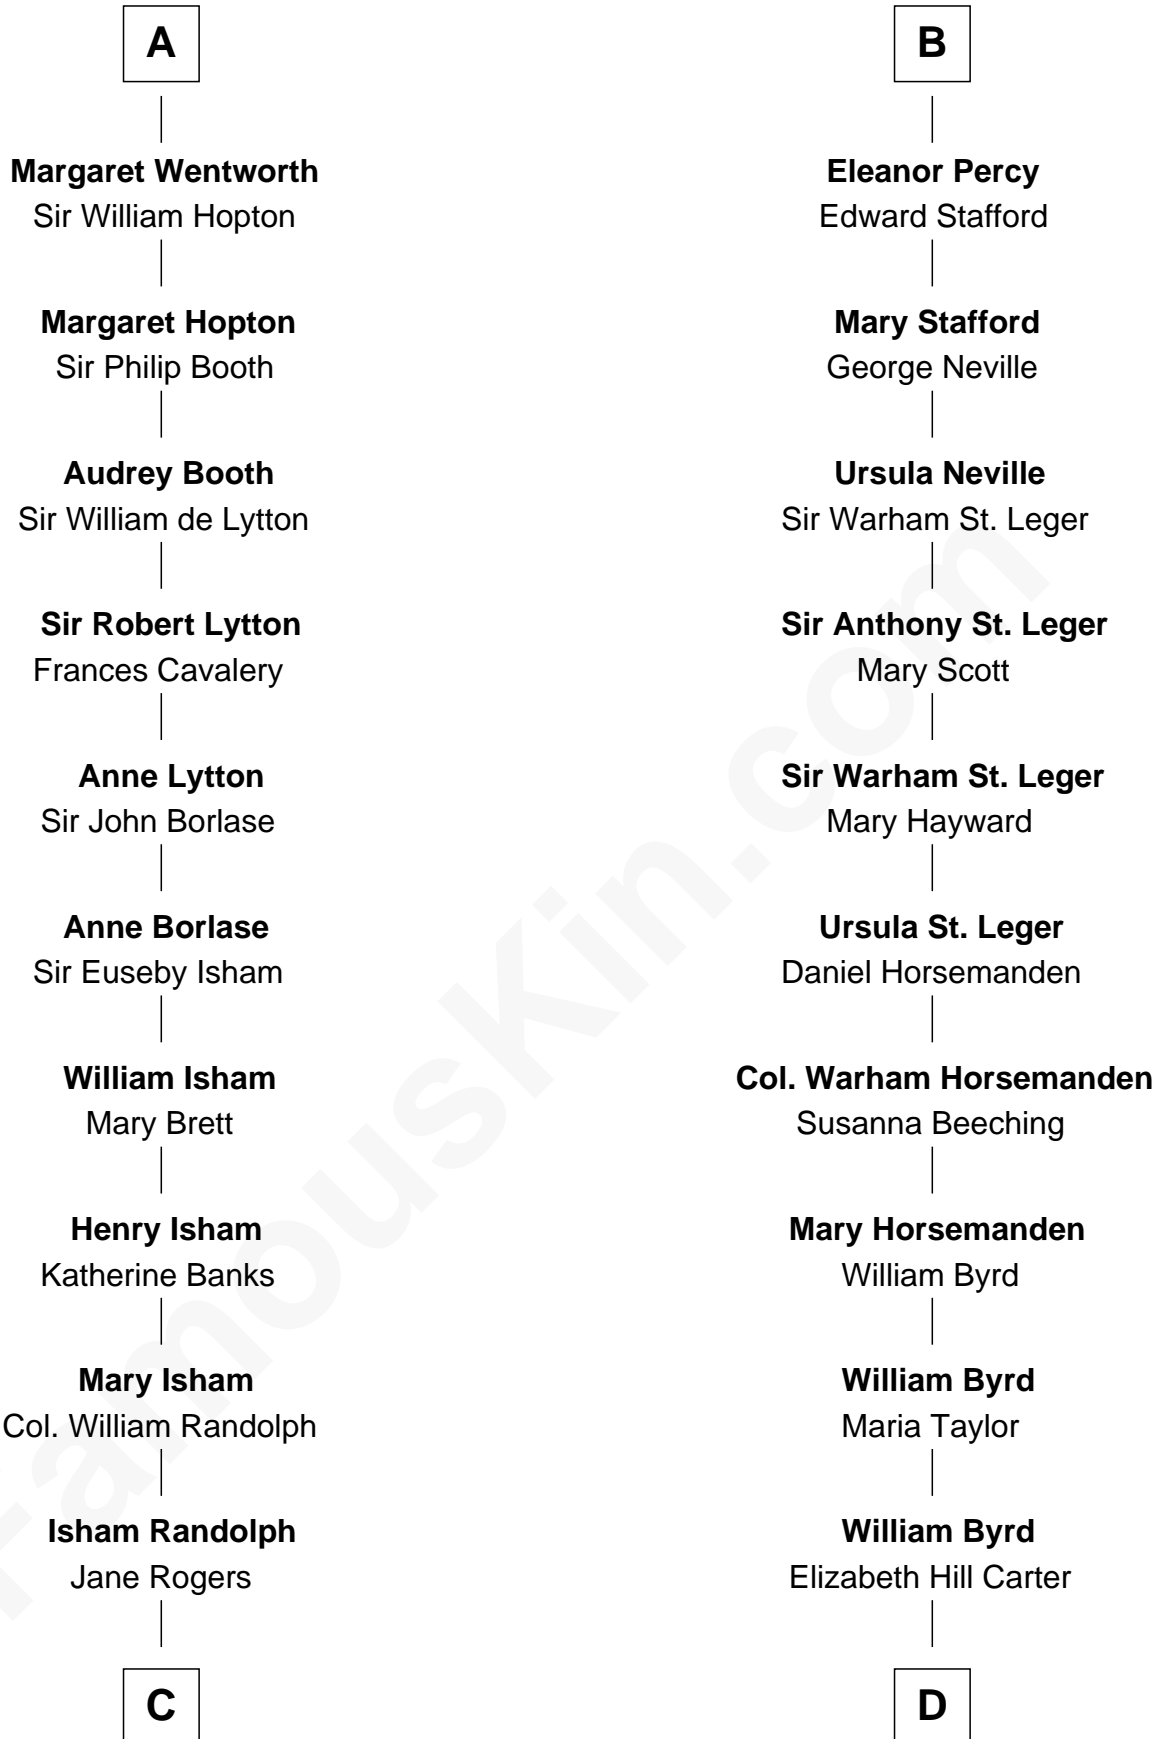 A
Margaret Wentworth
Sir William Hopton
Margaret Hopton
Sir Philip Booth
Audrey Booth
Sir William de Lytton
Sir Robert Lytton
Frances Cavalery
Anne Lytton
Sir John Borlase
Anne Borlase
Sir Euseby Isham
William Isham
Mary Brett
Henry Isham
Katherine Banks
Mary Isham
Col. William Randolph
Isham Randolph
Jane Rogers
C
B
Eleanor Percy
Edward Stafford
Mary Stafford
George Neville
Ursula Neville
Sir Warham St. Leger
Sir Anthony St. Leger
Mary Scott
Sir Warham St. Leger
Mary Hayward
Ursula St. Leger
Daniel Horsemanden
Col. Warham Horsemanden
Susanna Beeching
Mary Horsemanden
William Byrd
William Byrd
Maria Taylor
William Byrd
Elizabeth Hill Carter
D
FamousKin.com